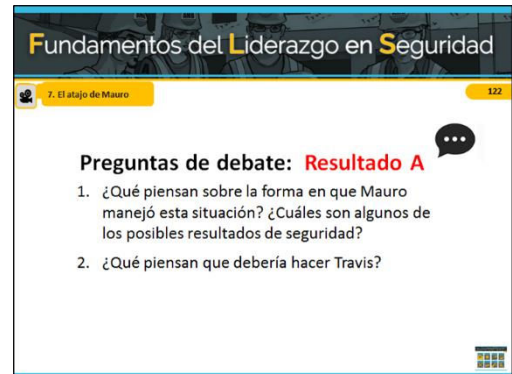 Fundamentos del Liderazgo en Seguridad
7. El atajo de Mauro
122
Preguntas de debate: Resultado A
1. ¿Qué piensan sobre la forma en que Mauro
manejó esta situación? ¿Cuáles son algunos de
los posibles resultados de seguridad?
2. ¿Qué piensan que debería hacer Travis?